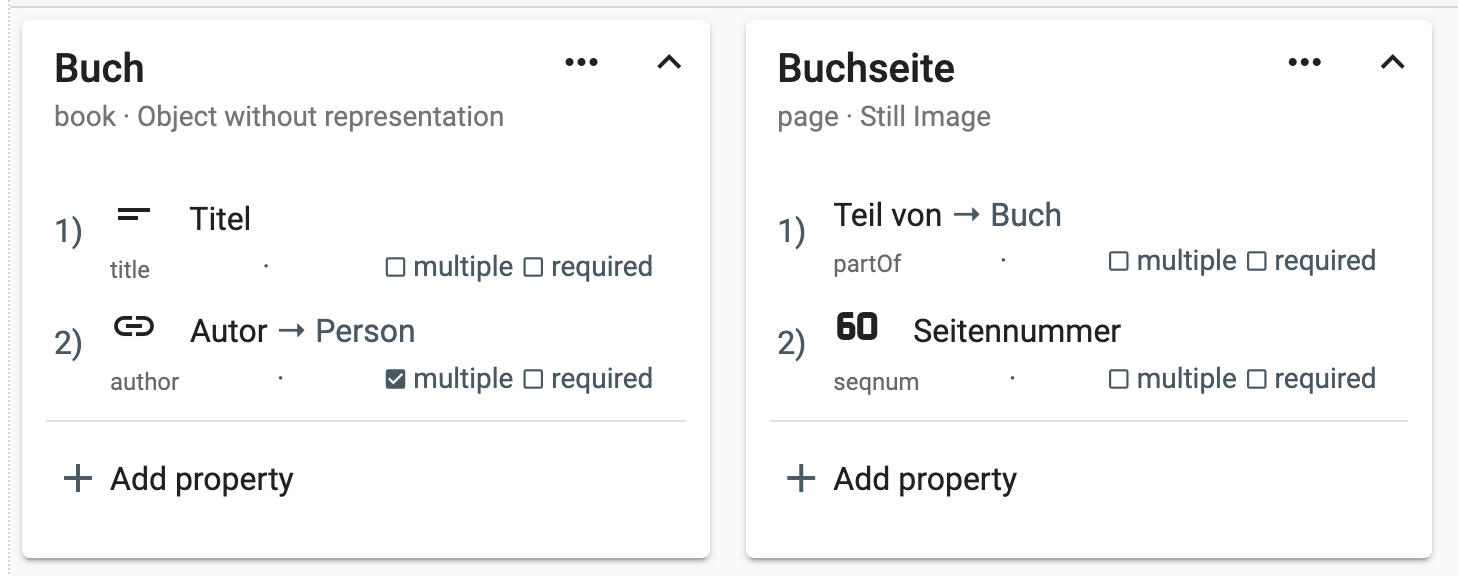 Buch
book · Object without representation
1) Titel
title · multiple required
2) Autor → Person
author · multiple required
Add property
Buchseite
page · Still Image
1) Teil von → Buch
partOf · multiple required
2) 60 Seitennummer
seqnum · multiple required
Add property